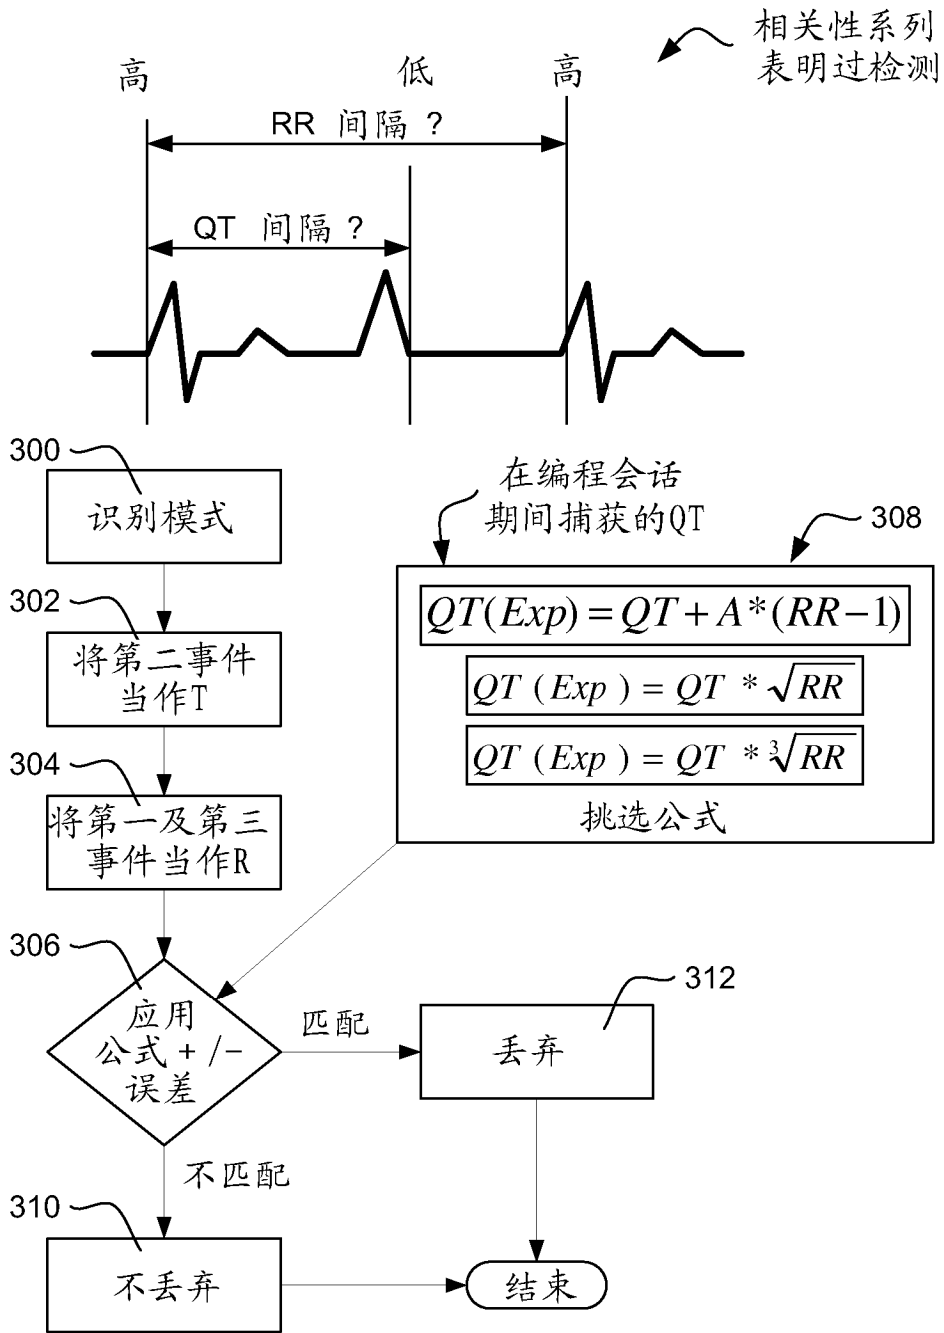 相关性系列
表明过检测
高 低 高
RR 间隔 ?
QT 间隔 ?
300
识别模式
302
将第二事件
当作T
304
将第一及第三
事件当作R
在编程会话
期间捕获的QT
308
QT(Exp)=QT+A*(RR-1)
QT (Exp) = QT * √RR
QT (Exp) = QT * ∛RR
挑选公式
306
应用
公式 + /-
误差
匹配
312
丢弃
不匹配
310
不丢弃
结束